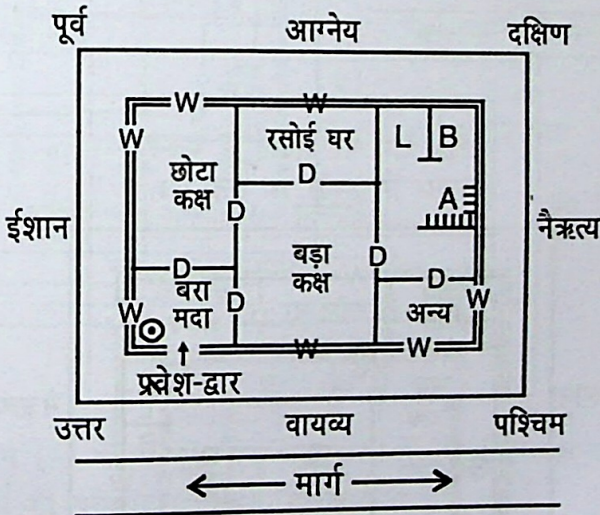 पूर्व आग्नेय दक्षिण
W W
W रसोई घर L B
छोटा
कक्ष D A
D
ईशान नैऋत्य
बड़ा
कक्ष D
D D
बरा
मदा D अन्य W
W
W W
प्रवेश-द्वार
उत्तर वायव्य पश्चिम
मार्ग